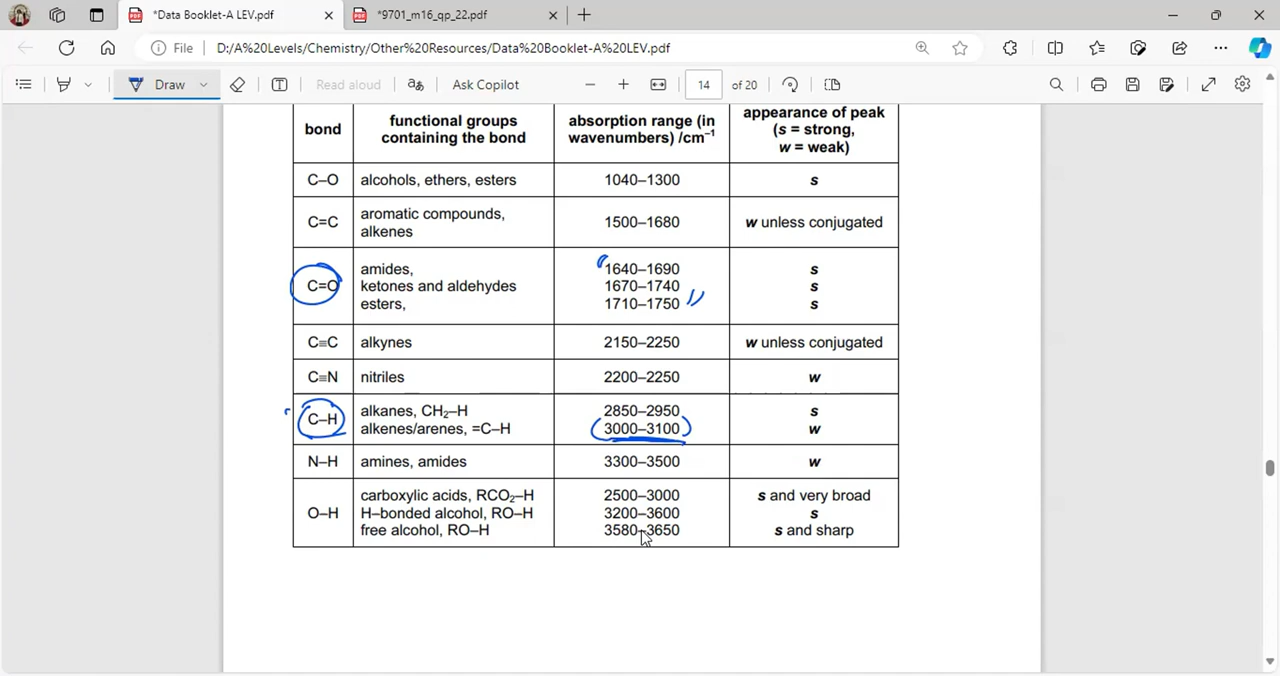 *Data Booklet-A LEV.pdf
*9701_m16_qp_22.pdf
File D:/A%20Levels/Chemistry/Other%20Resources/Data%20Booklet-A%20LEV.pdf
Draw
Read aloud
aあ
Ask Copilot
14 of 20
bond
functional groups
containing the bond
absorption range (in
wavenumbers) /cm⁻¹
appearance of peak
(s = strong,
w = weak)
C–O alcohols, ethers, esters 1040–1300 s
C=C aromatic compounds,
alkenes 1500–1680 w unless conjugated
C=O amides, 1640–1690 s
ketones and aldehydes 1670–1740 s
esters, 1710–1750 s
C≡C alkynes 2150–2250 w unless conjugated
C≡N nitriles 2200–2250 w
C–H alkanes, CH₂–H 2850–2950 s
alkenes/arenes, =C–H 3000–3100 w
N–H amines, amides 3300–3500 w
O–H carboxylic acids, RCO₂–H 2500–3000 s and very broad
H–bonded alcohol, RO–H 3200–3600 s
free alcohol, RO–H 3580–3650 s and sharp